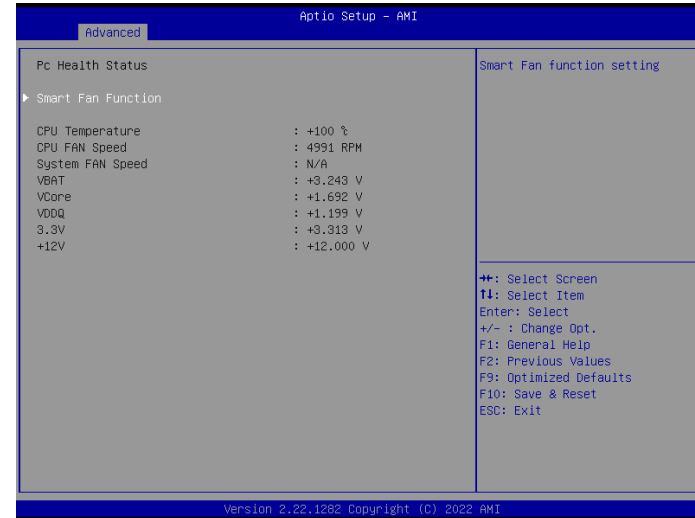 Aptio Setup - AMI
Advanced
Pc Health Status
Smart Fan Function
CPU Temperature : +100 ℃
CPU FAN Speed : 4991 RPM
System FAN Speed : N/A
VBAT : +3.243 V
VCore : +1.692 V
VDDQ : +1.199 V
3.3V : +3.313 V
+12V : +12.000 V
Smart Fan function setting
→←: Select Screen
↑↓: Select Item
Enter: Select
+/- : Change Opt.
F1: General Help
F2: Previous Values
F9: Optimized Defaults
F10: Save & Reset
ESC: Exit
Version 2.22.1282 Copyright (C) 2022 AMI